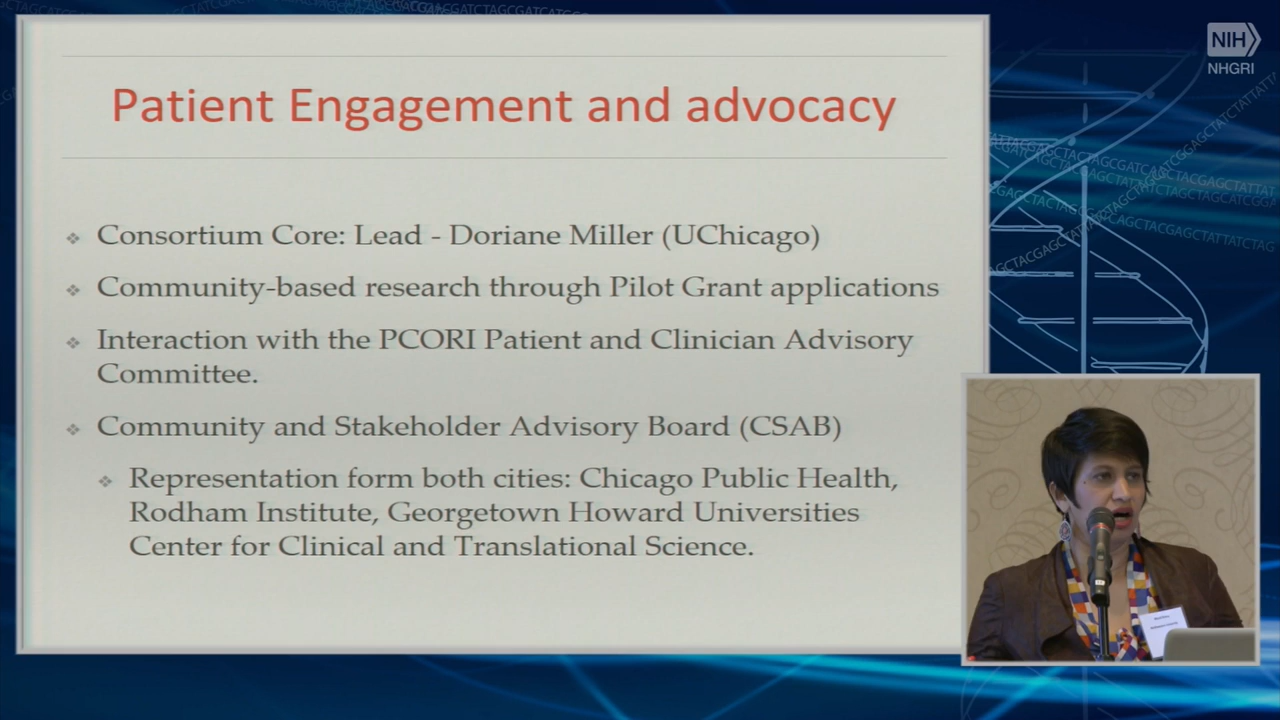 NIH
NHGRI
Patient Engagement and advocacy
Consortium Core: Lead - Doriane Miller (UChicago)
Community-based research through Pilot Grant applications
Interaction with the PCORI Patient and Clinician Advisory
Committee.
Community and Stakeholder Advisory Board (CSAB)
Representation form both cities: Chicago Public Health,
Rodham Institute, Georgetown Howard Universities
Center for Clinical and Translational Science.